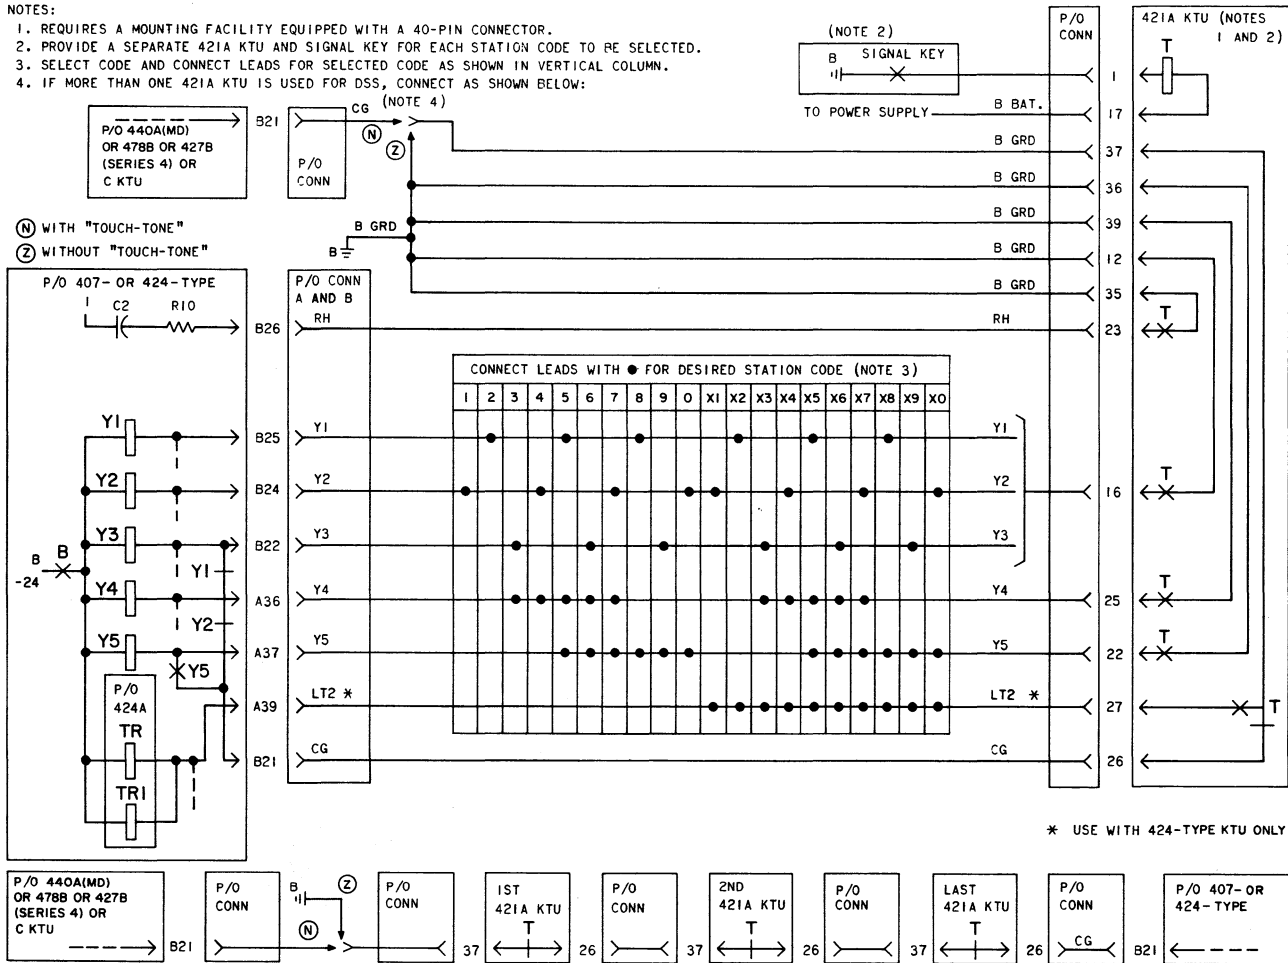 NOTES:
1. REQUIRES A MOUNTING FACILITY EQUIPPED WITH A 40-PIN CONNECTOR.
2. PROVIDE A SEPARATE 421A KTU AND SIGNAL KEY FOR EACH STATION CODE TO BE SELECTED.
3. SELECT CODE AND CONNECT LEADS FOR SELECTED CODE AS SHOWN IN VERTICAL COLUMN.
4. IF MORE THAN ONE 421A KTU IS USED FOR DSS, CONNECT AS SHOWN BELOW:
(NOTE 2)
B SIGNAL KEY
P/O CONN
421A KTU (NOTES 1 AND 2)
T
1
TO POWER SUPPLY B BAT. 17
P/O 440A(MD)
OR 478B OR 427B
(SERIES 4) OR
C KTU
B21
P/O
CONN
CG
(NOTE 4)
N
Z
B GRD 37
B GRD 36
B GRD 39
B GRD 12
B GRD 35
B GRD
B
N WITH "TOUCH-TONE"
Z WITHOUT "TOUCH-TONE"
P/O 407- OR 424-TYPE
1 C2 R10
B26
P/O CONN
A AND B
RH RH 23 T
CONNECT LEADS WITH ● FOR DESIRED STATION CODE (NOTE 3)
1 2 3 4 5 6 7 8 9 0 X1 X2 X3 X4 X5 X6 X7 X8 X9 X0
Y1 B25 Y1 Y1
Y2 B24 Y2 Y2 16 T
Y3 B22 Y3 Y3
B
-24
B
Y1
Y4 A36 Y4 Y4 25 T
Y2
Y5 A37 Y5 Y5 22 T
Y5
P/O
424A
A39 LT2 * LT2 * 27 T
TR B21 CG CG 26
TR1
* USE WITH 424-TYPE KTU ONLY
P/O 440A(MD)
OR 478B OR 427B
(SERIES 4) OR
C KTU
B21
P/O
CONN
B
Z
N
P/O
CONN
37
1ST
421A KTU
T
26
P/O
CONN
37
2ND
421A KTU
T
26
P/O
CONN
37
LAST
421A KTU
T
26
P/O
CONN
CG
B21
P/O 407- OR
424-TYPE